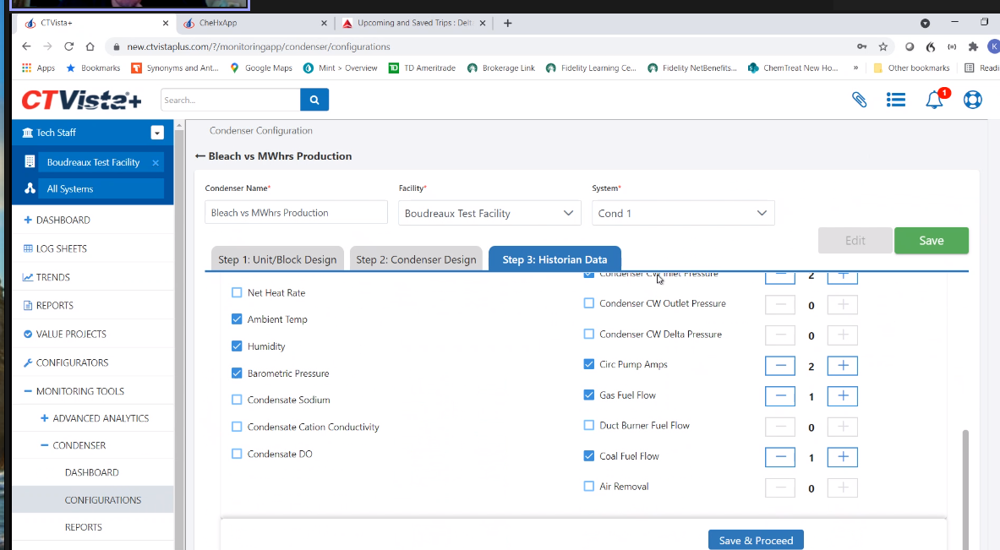 CTVista+
CheHxApp
Upcoming and Saved Trips : Delt
new.ctvistaplus.com/?/monitoringapp/condenser/configurations
K
Apps
Bookmarks
Synonyms and Ant...
Google Maps
Mint > Overview
TD Ameritrade
Brokerage Link
Fidelity Learning Ce...
Fidelity NetBenefits...
ChemTreat New Ho...
»
Other bookmarks
Readi
CTVista+
Search...
1
Tech Staff
Boudreaux Test Facility ×
All Systems
+ DASHBOARD
LOG SHEETS
TRENDS
REPORTS
VALUE PROJECTS
CONFIGURATORS
− MONITORING TOOLS
+ ADVANCED ANALYTICS
− CONDENSER
DASHBOARD
CONFIGURATIONS
REPORTS
Condenser Configuration
← Bleach vs MWhrs Production
Condenser Name*
Facility*
System*
Bleach vs MWhrs Production
Boudreaux Test Facility
Cond 1
Edit
Save
Step 1: Unit/Block Design
Step 2: Condenser Design
Step 3: Historian Data
Net Heat Rate
Ambient Temp
Humidity
Barometric Pressure
Condensate Sodium
Condensate Cation Conductivity
Condensate DO
Condenser CW Inlet Pressure − 2 +
Condenser CW Outlet Pressure − 0 +
Condenser CW Delta Pressure − 0 +
Circ Pump Amps − 2 +
Gas Fuel Flow − 1 +
Duct Burner Fuel Flow − 0 +
Coal Fuel Flow − 1 +
Air Removal − 0 +
Save & Proceed